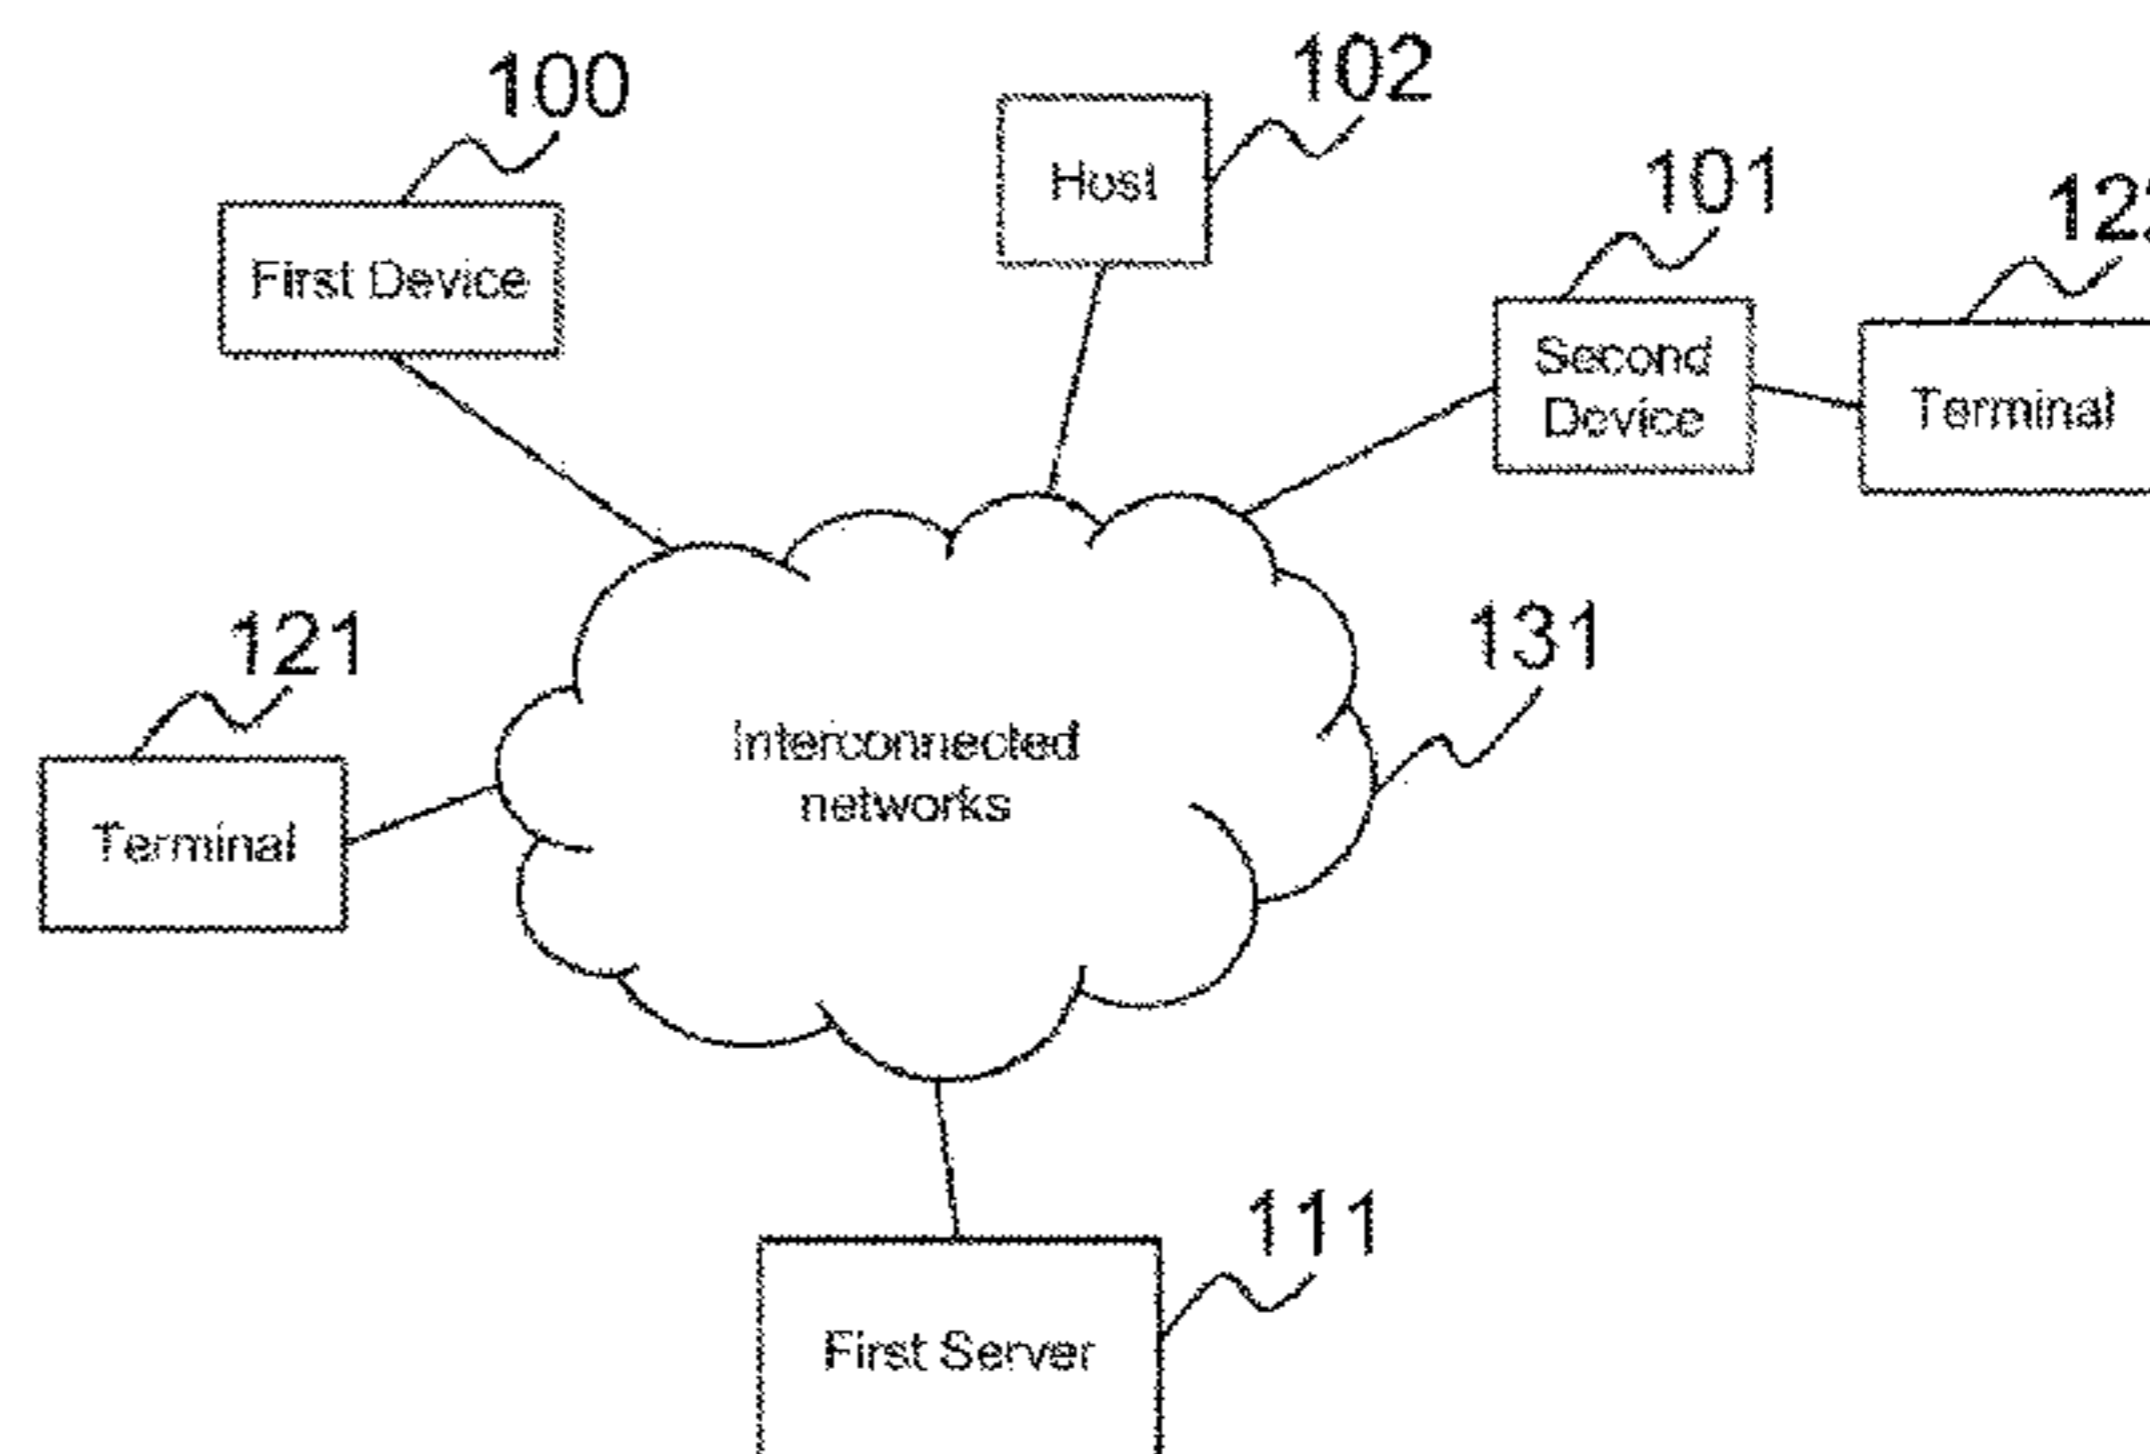 100
102
Host
101
First Device
Second
Device
Terminal
121
131
Interconnected
networks
Terminal
111
First Server